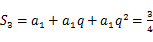 S₃ = a₁ + a₁q + a₁q² = 3/4